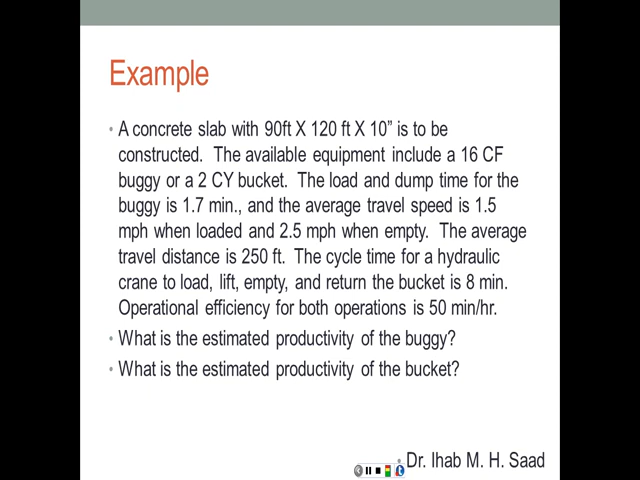 Example
• A concrete slab with 90ft X 120 ft X 10” is to be
constructed. The available equipment include a 16 CF
buggy or a 2 CY bucket. The load and dump time for the
buggy is 1.7 min., and the average travel speed is 1.5
mph when loaded and 2.5 mph when empty. The average
travel distance is 250 ft. The cycle time for a hydraulic
crane to load, lift, empty, and return the bucket is 8 min.
Operational efficiency for both operations is 50 min/hr.
• What is the estimated productivity of the buggy?
• What is the estimated productivity of the bucket?
• Dr. Ihab M. H. Saad